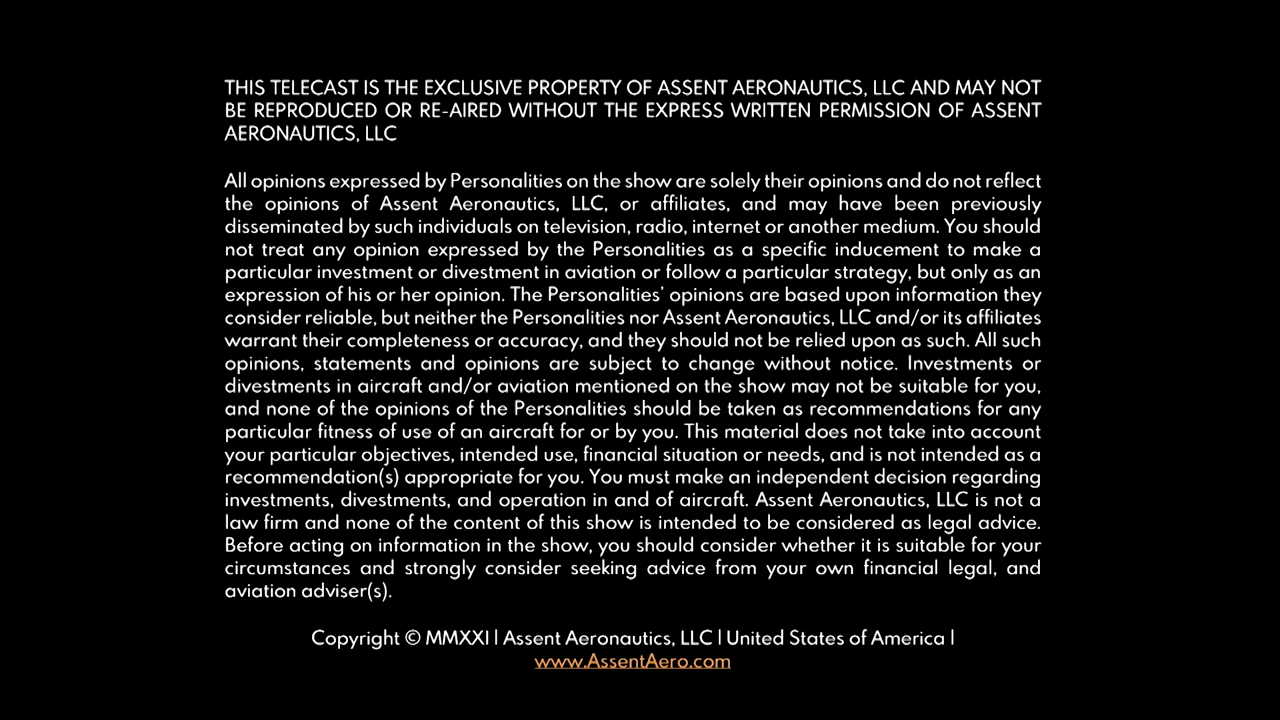 THIS TELECAST IS THE EXCLUSIVE PROPERTY OF ASSENT AERONAUTICS, LLC AND MAY NOT
BE REPRODUCED OR RE-AIRED WITHOUT THE EXPRESS WRITTEN PERMISSION OF ASSENT
AERONAUTICS, LLC
All opinions expressed by Personalities on the show are solely their opinions and do not reflect
the opinions of Assent Aeronautics, LLC, or affiliates, and may have been previously
disseminated by such individuals on television, radio, internet or another medium. You should
not treat any opinion expressed by the Personalities as a specific inducement to make a
particular investment or divestment in aviation or follow a particular strategy, but only as an
expression of his or her opinion. The Personalities’ opinions are based upon information they
consider reliable, but neither the Personalities nor Assent Aeronautics, LLC and/or its affiliates
warrant their completeness or accuracy, and they should not be relied upon as such. All such
opinions, statements and opinions are subject to change without notice. Investments or
divestments in aircraft and/or aviation mentioned on the show may not be suitable for you,
and none of the opinions of the Personalities should be taken as recommendations for any
particular fitness of use of an aircraft for or by you. This material does not take into account
your particular objectives, intended use, financial situation or needs, and is not intended as a
recommendation(s) appropriate for you. You must make an independent decision regarding
investments, divestments, and operation in and of aircraft. Assent Aeronautics, LLC is not a
law firm and none of the content of this show is intended to be considered as legal advice.
Before acting on information in the show, you should consider whether it is suitable for your
circumstances and strongly consider seeking advice from your own financial legal, and
aviation adviser(s).
Copyright © MMXXI | Assent Aeronautics, LLC | United States of America |
www.AssentAero.com